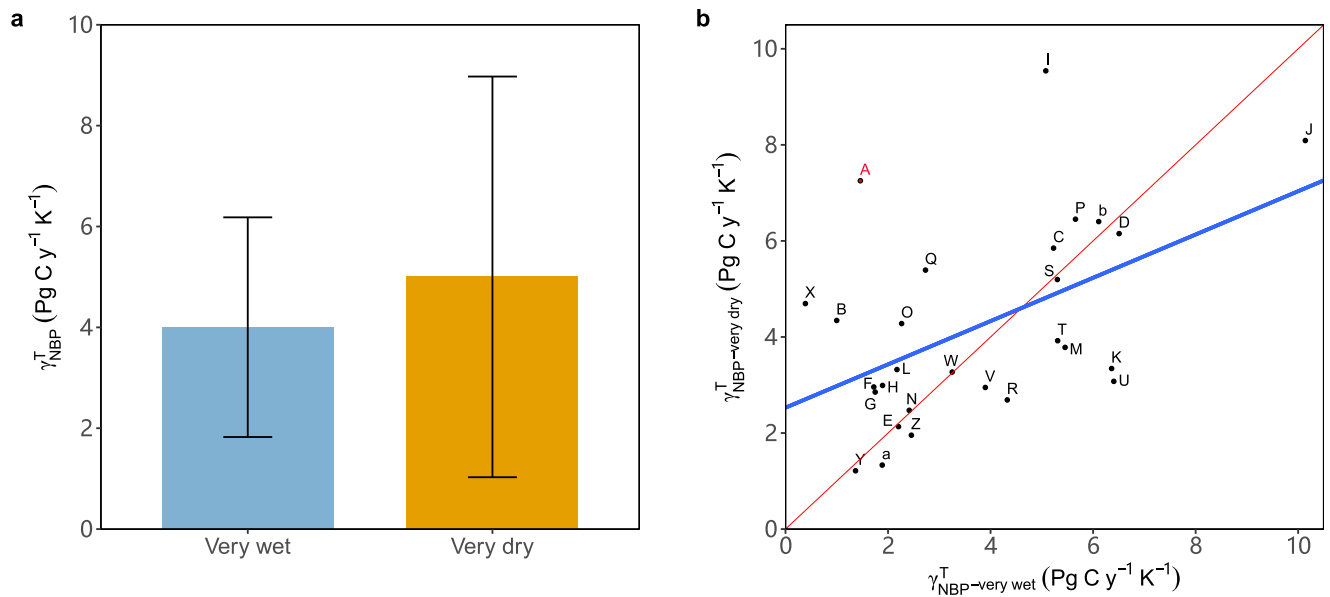 a
10
8
6
4
2
0
γ^T_NBP (Pg C y⁻¹ K⁻¹)
Very wet
Very dry
b
10
8
6
4
2
0
γ^T_NBP−very dry (Pg C y⁻¹ K⁻¹)
I
J
A
P
b
D
C
Q
S
X
B
O
T
M
W
K
U
L
F
H
V
G
R
N
E
Z
Y
a
0
2
4
6
8
10
γ^T_NBP−very wet (Pg C y⁻¹ K⁻¹)